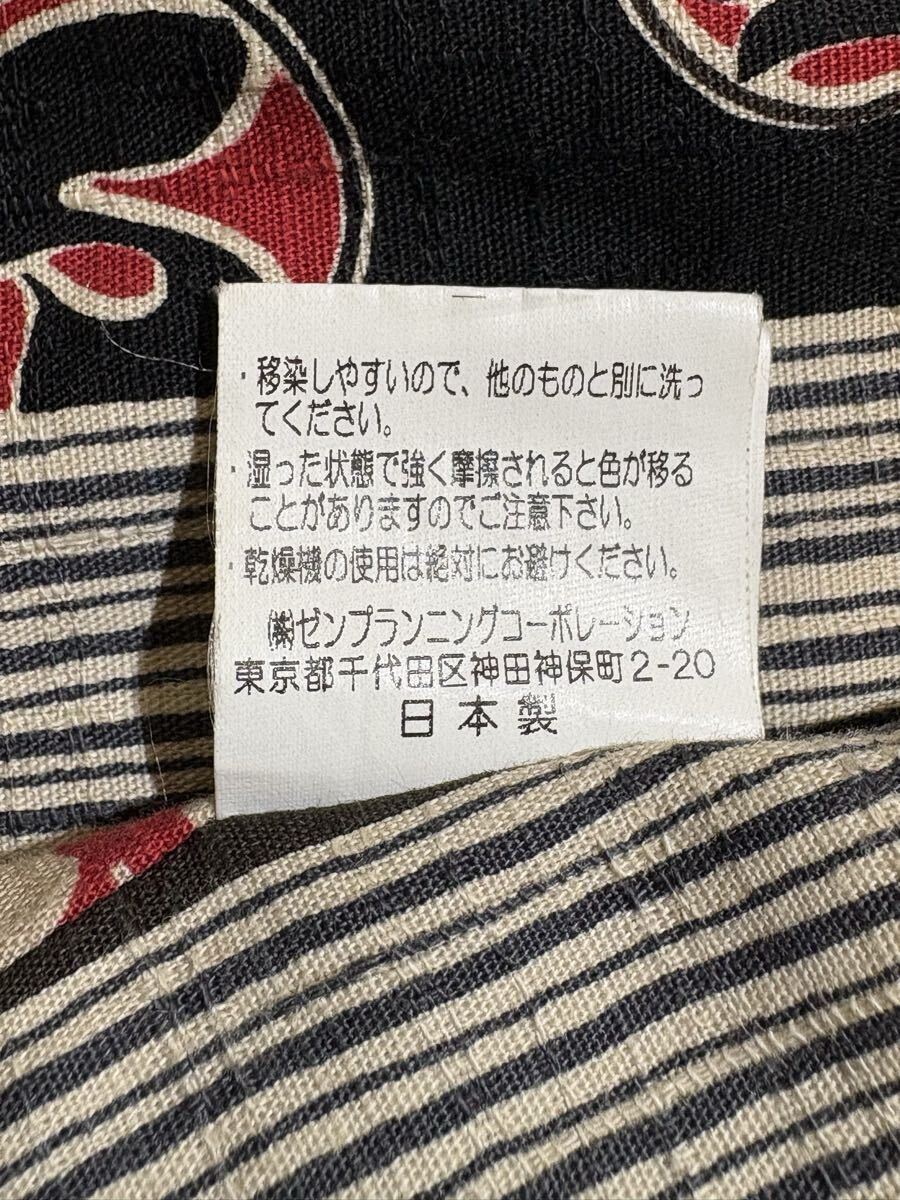 ・移染しやすいので、他のものと別に洗っ
てください。
・湿った状態で強く摩擦されると色が移る
ことがありますのでご注意下さい。
・乾燥機の使用は絶対にお避けください。
㈱ゼンプランニングコーポレーション
東京都千代田区神田神保町2-20
日本製